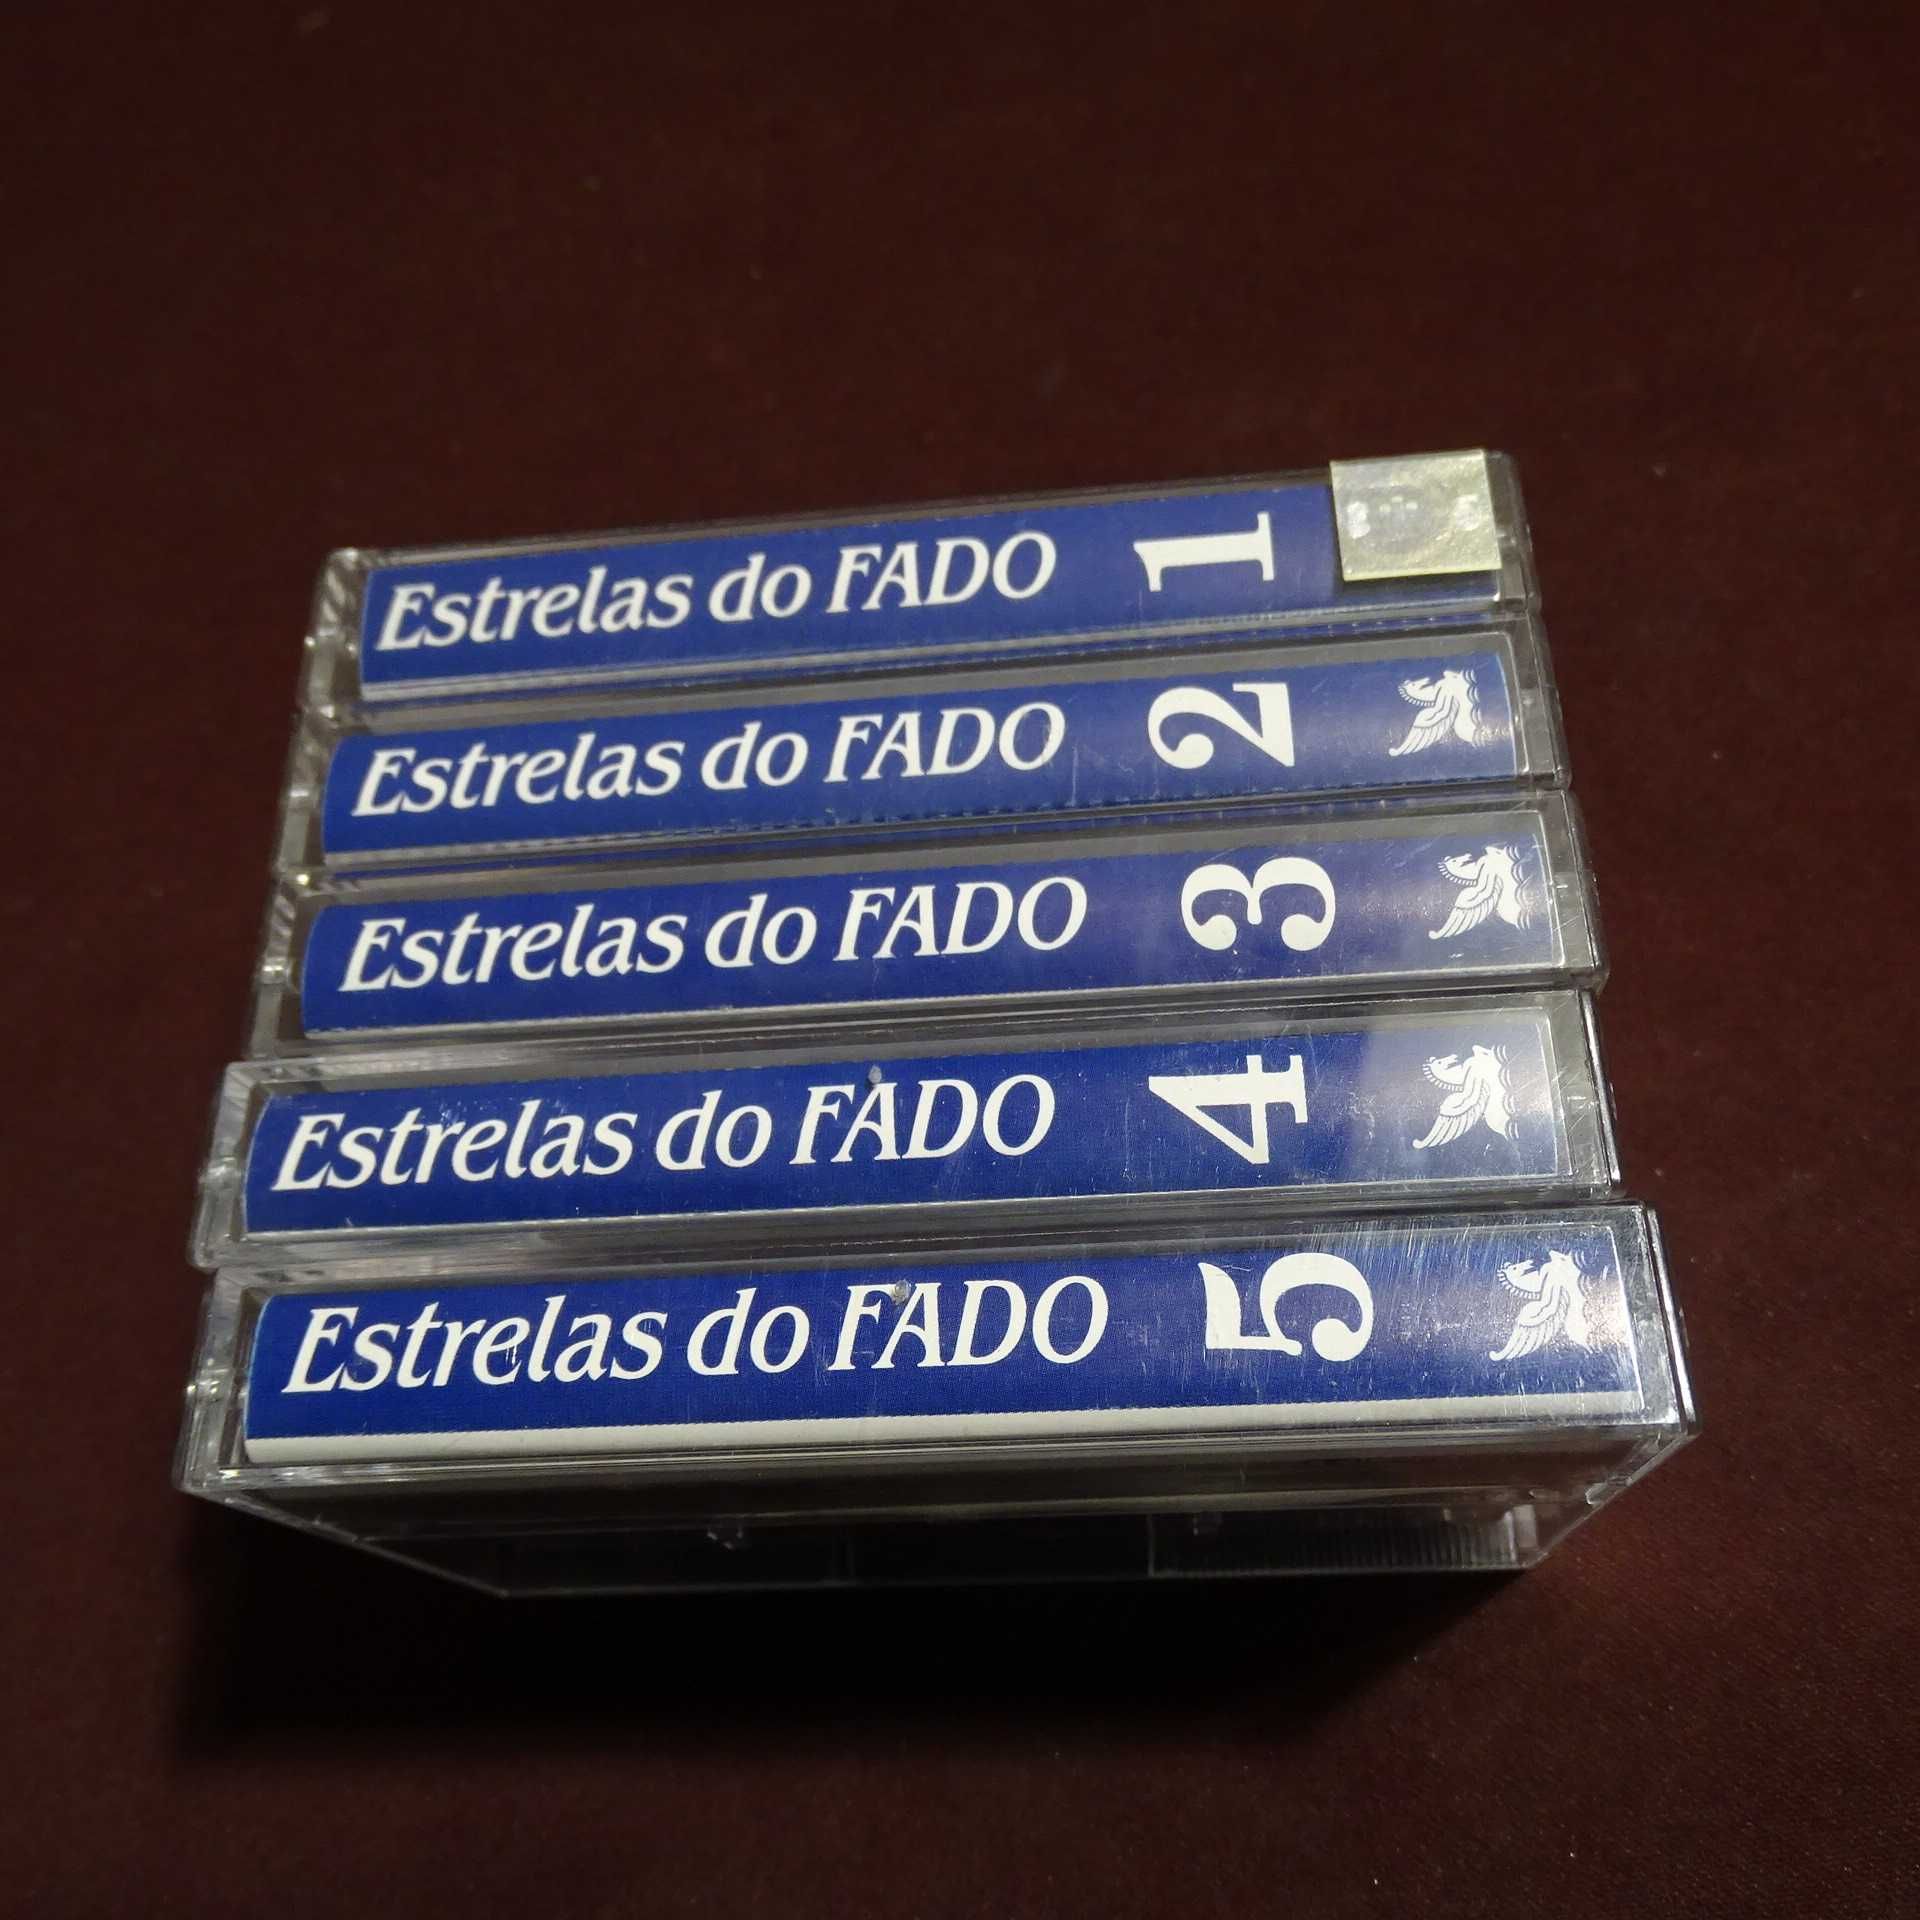 Estrelas do FADO 1
Estrelas do FADO 2
Estrelas do FADO 3
Estrelas do FADO 4
Estrelas do FADO 5